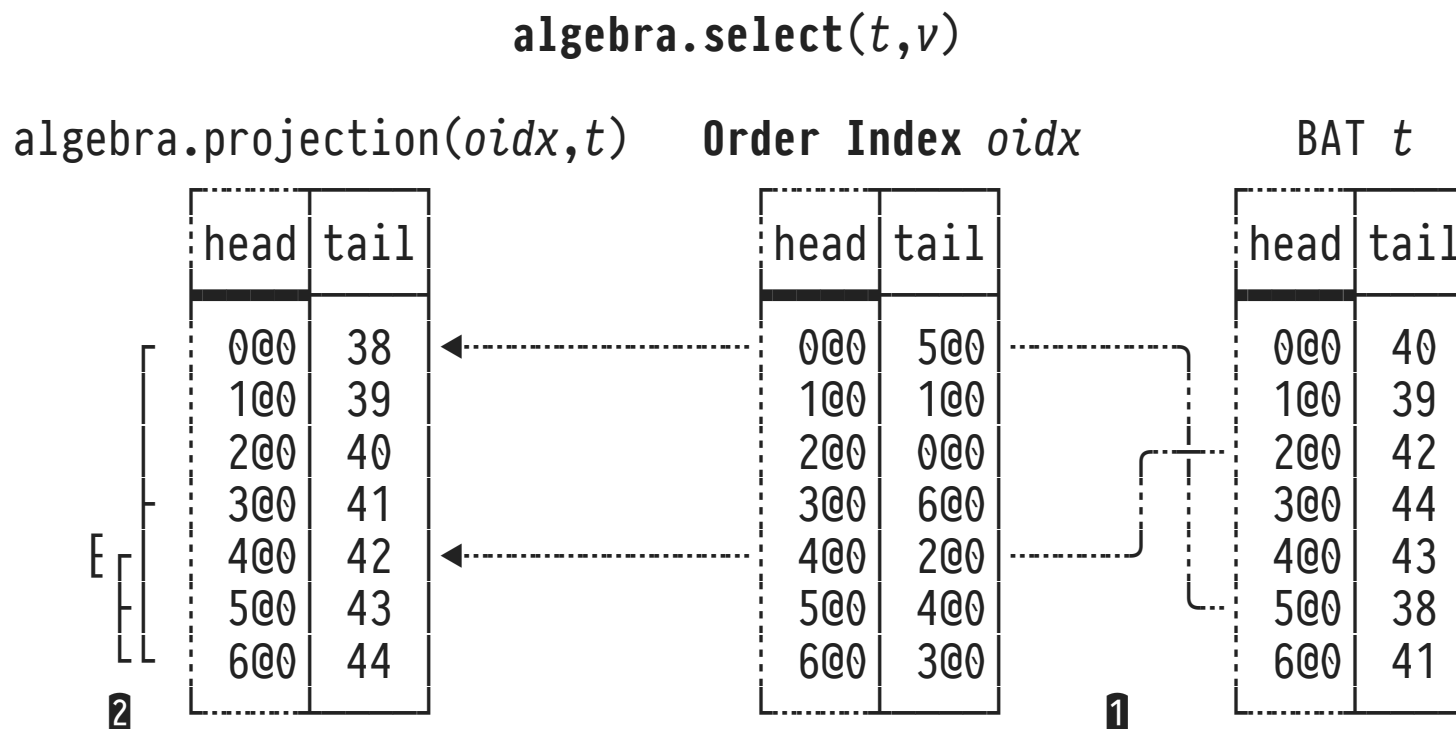 algebra.select(t,v)
algebra.projection(oidx,t) Order Index oidx BAT t
head tail head tail head tail
0@0 38 0@0 5@0 0@0 40
1@0 39 1@0 1@0 1@0 39
2@0 40 2@0 0@0 2@0 42
3@0 41 3@0 6@0 3@0 44
4@0 42 4@0 2@0 4@0 43
5@0 43 5@0 4@0 5@0 38
6@0 44 6@0 3@0 6@0 41
2 1